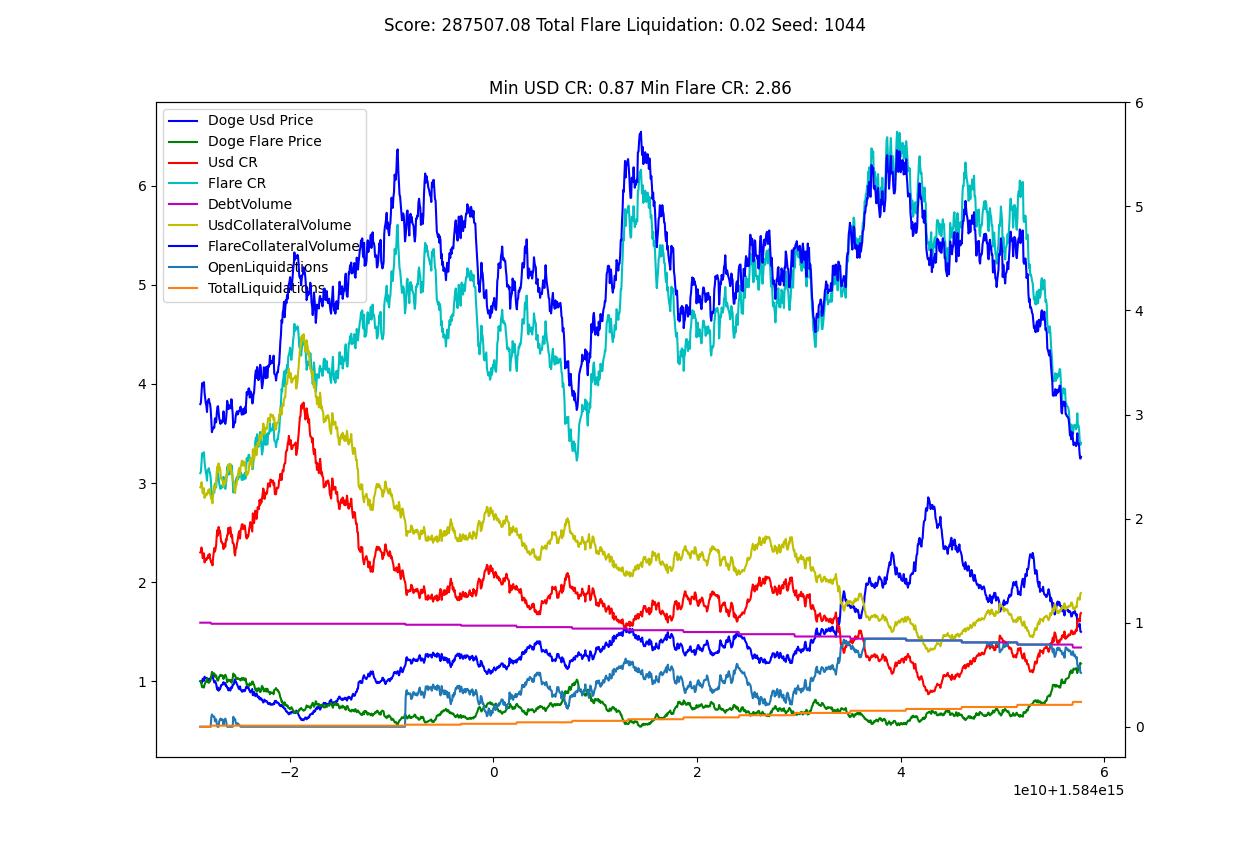 Score: 287507.08 Total Flare Liquidation: 0.02 Seed: 1044
Min USD CR: 0.87 Min Flare CR: 2.86
Doge Usd Price
Doge Flare Price
Usd CR
Flare CR
DebtVolume
UsdCollateralVolume
FlareCollateralVolume
OpenLiquidations
TotalLiquidations
6
5
4
3
2
1
6
5
4
3
2
1
0
−2
0
2
4
6
1e10+1.584e15